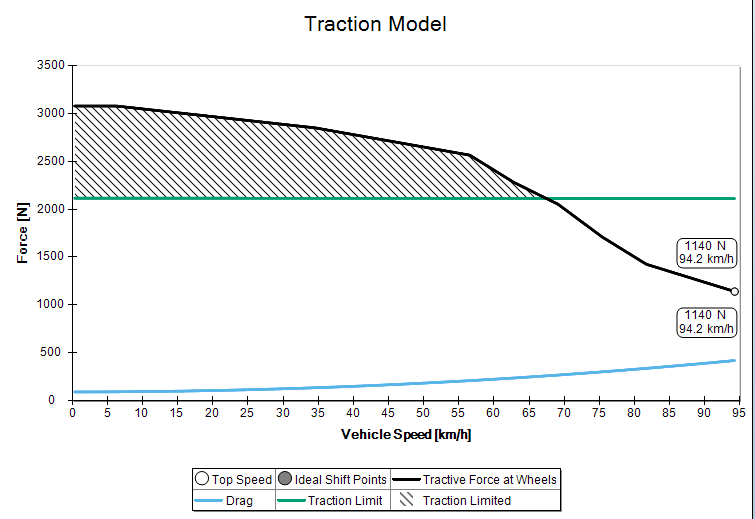 Traction Model
3500
3000
2500
2000
1500
1000
500
0
Force [N]
1140 N
94.2 km/h
1140 N
94.2 km/h
0 5 10 15 20 25 30 35 40 45 50 55 60 65 70 75 80 85 90 95
Vehicle Speed [km/h]
Top Speed Ideal Shift Points Tractive Force at Wheels
Drag Traction Limit Traction Limited